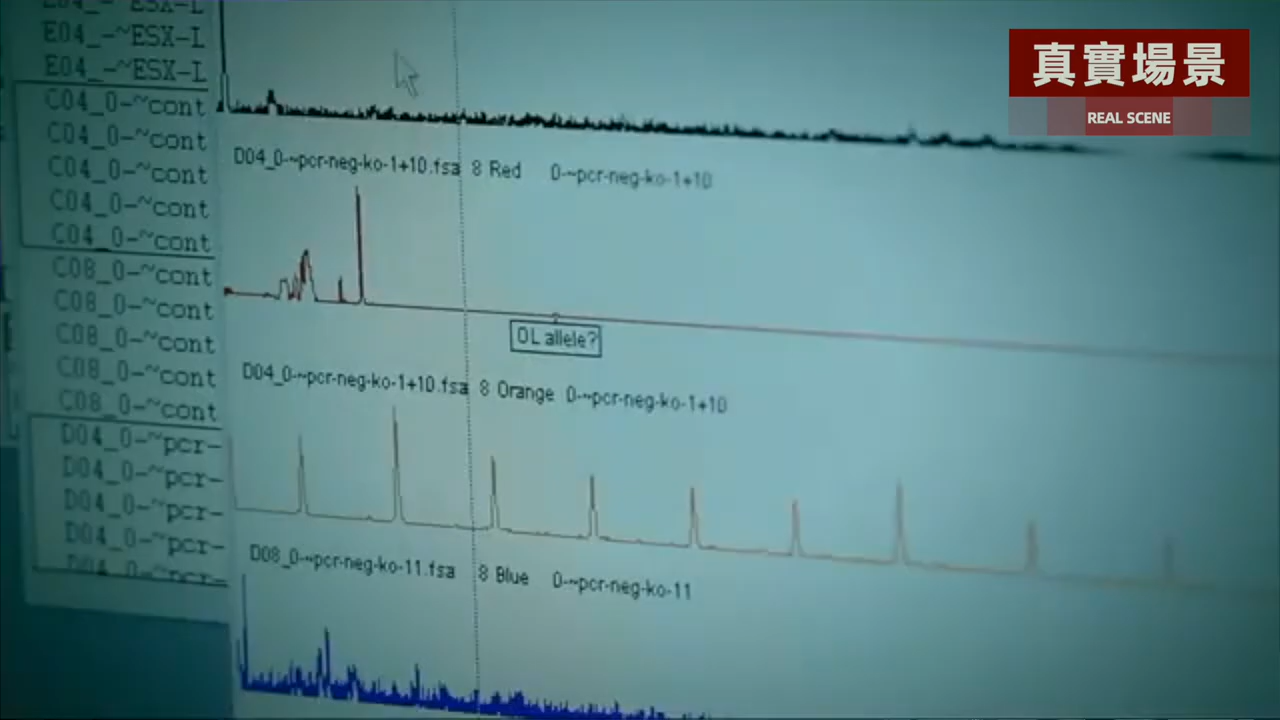 E04_-~ESX-L
E04_-~ESX-L
E04_-~ESX-L
C04_0-~cont
C04_0-~cont
C04_0-~cont
C04_0-~cont
C04_0-~cont
C08_0-~cont
C08_0-~cont
C08_0-~cont
C08_0-~cont
C08_0-~cont
D04_0-~pcr-
D04_0-~pcr-
D04_0-~pcr-
D04_0-~pcr-
D04_0-~pcr-
D04_0-~pcr-neg-ko-1+10.fsa 8 Red 0-~pcr-neg-ko-1+10
OL allele?
D04_0-~pcr-neg-ko-1+10.fsa 8 Orange 0-~pcr-neg-ko-1+10
D08_0-~pcr-neg-ko-11.fsa 8 Blue 0-~pcr-neg-ko-11
真實場景
REAL SCENE